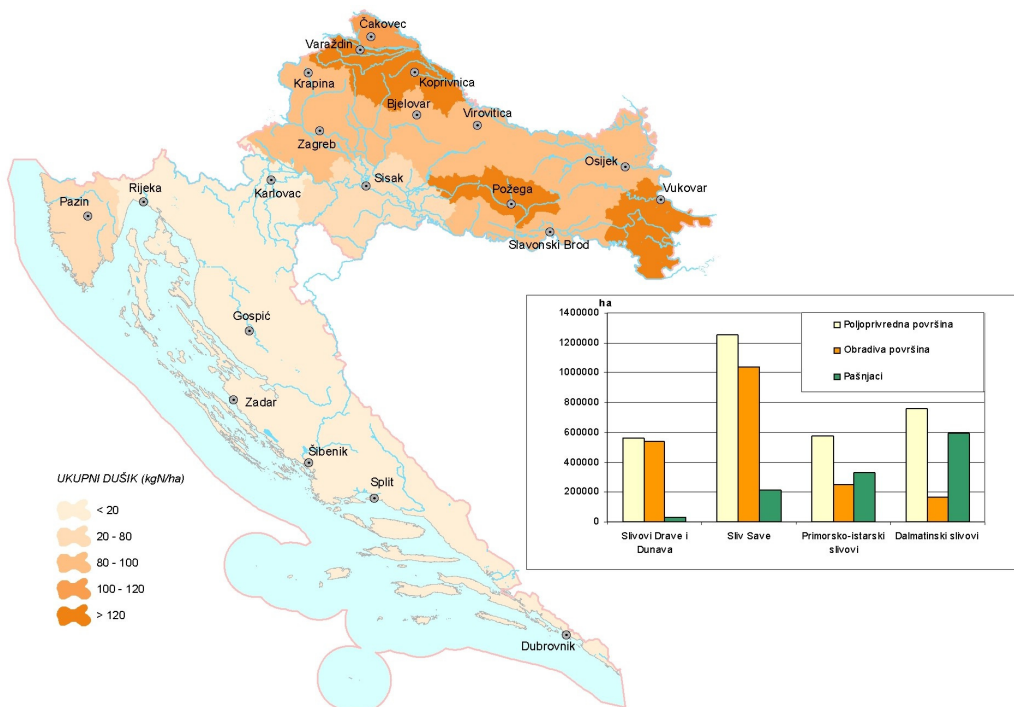 Čakovec
Varaždin
Krapina
Koprivnica
Bjelovar
Virovitica
Zagreb
Osijek
Sisak
Karlovac
Požega
Vukovar
Rijeka
Pazin
Slavonski Brod
Gospić
Zadar
Šibenik
Split
Dubrovnik
UKUPNI DUŠIK (kgN/ha)
< 20
20 - 80
80 - 100
100 - 120
> 120
ha
1400000
1200000
1000000
800000
600000
400000
200000
0
Poljoprivredna površina
Obradiva površina
Pašnjaci
Slivovi Drave i
Dunava
Sliv Save
Primorsko-istarski
slivovi
Dalmatinski slivovi